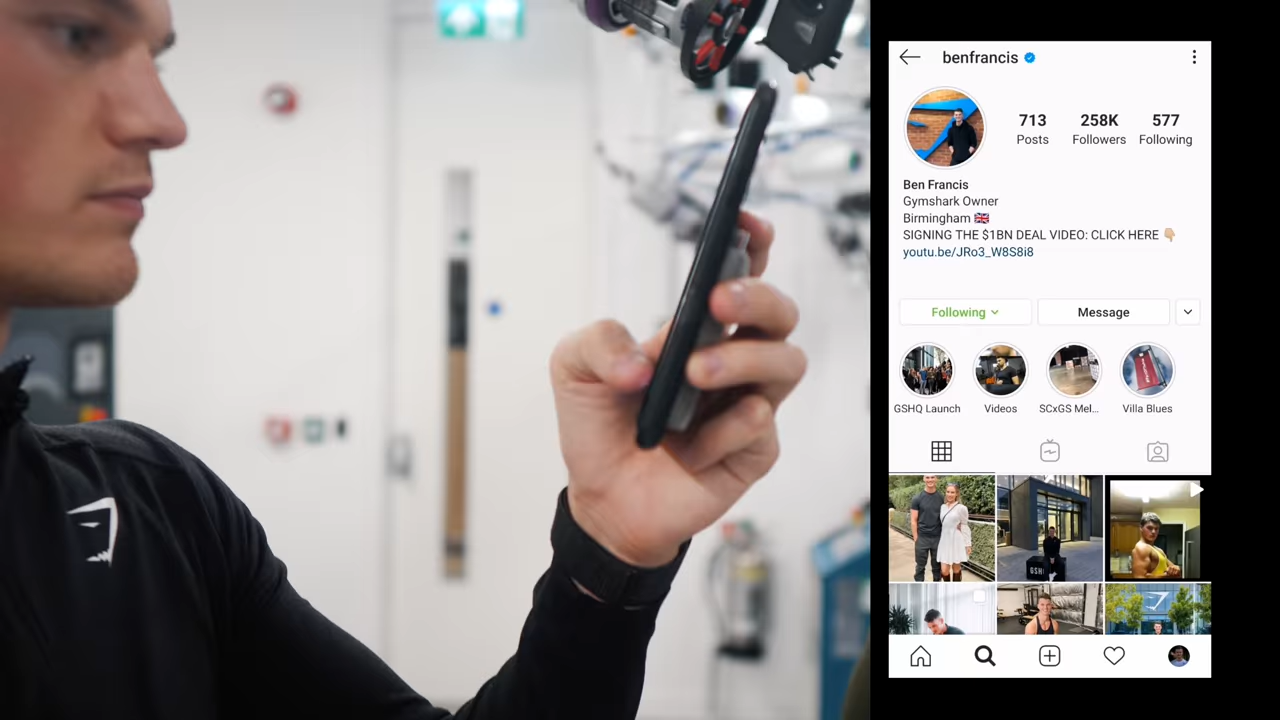 benfrancis
713
258K
577
Posts
Followers
Following
Ben Francis
Gymshark Owner
Birmingham 🇬🇧
SIGNING THE $1BN DEAL VIDEO: CLICK HERE 👇🏼
youtu.be/JRo3_W8S8i8
Following
Message
GSHQ Launch
Videos
SCxGS Mel...
Villa Blues